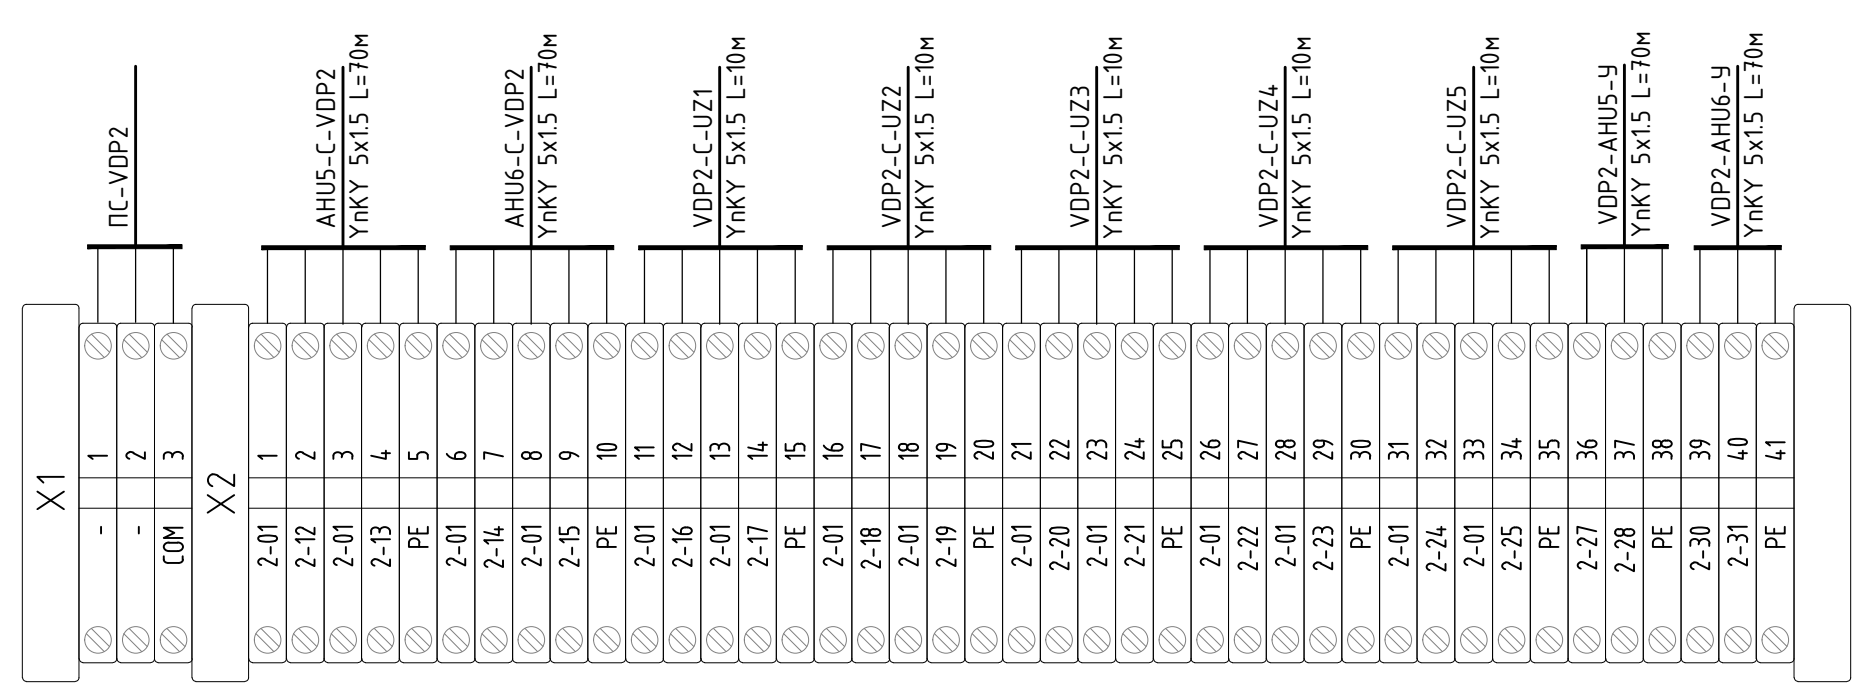 ПС-VDP2
AHU5-C-VDP2
YnKY 5x1.5 L=70м
AHU6-C-VDP2
YnKY 5x1.5 L=70м
VDP2-C-UZ1
YnKY 5x1.5 L=10м
VDP2-C-UZ2
YnKY 5x1.5 L=10м
VDP2-C-UZ3
YnKY 5x1.5 L=10м
VDP2-C-UZ4
YnKY 5x1.5 L=10м
VDP2-C-UZ5
YnKY 5x1.5 L=10м
VDP2-AHU5-У
YnKY 5x1.5 L=70м
VDP2-AHU6-У
YnKY 5x1.5 L=70м
X1
1 2 3
- - COM
X2
1 2 3 4 5 6 7 8 9 10 11 12 13 14 15 16 17 18 19 20 21 22 23 24 25 26 27 28 29 30 31 32 33 34 35 36 37 38 39 40 41
2-01 2-12 2-01 2-13 PE 2-01 2-14 2-01 2-15 PE 2-01 2-16 2-01 2-17 PE 2-01 2-18 2-01 2-19 PE 2-01 2-20 2-01 2-21 PE 2-01 2-22 2-01 2-23 PE 2-01 2-24 2-01 2-25 PE 2-27 2-28 PE 2-30 2-31 PE